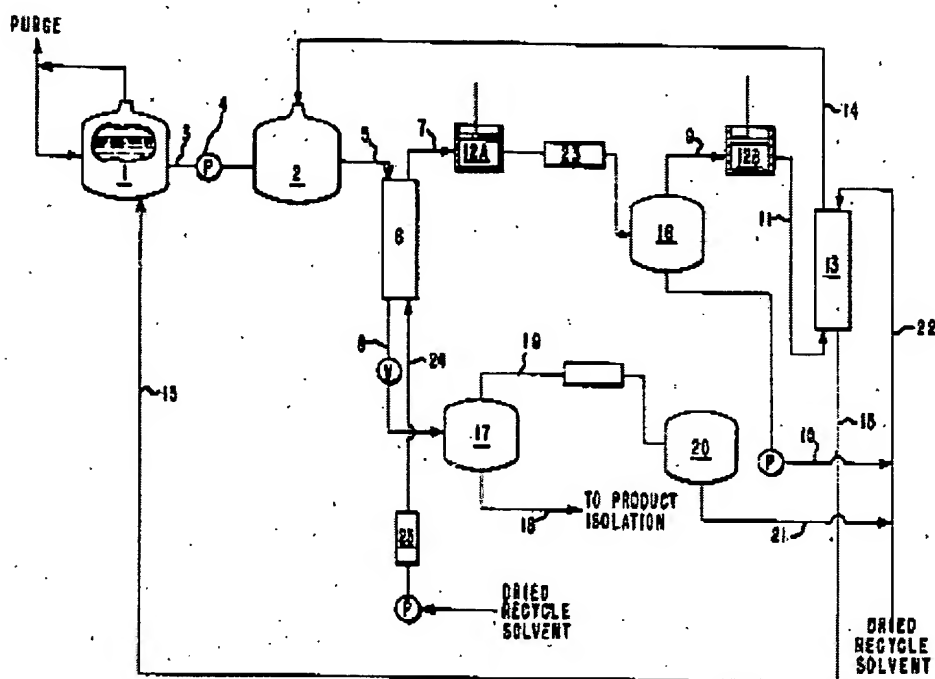 PURGE
4
3
P
2
5
7
12A
23
9
12B
14
6
16
11
13
22
8
24
V
19
17
20
15
15
P
10
TO PRODUCT
ISOLATION
18
21
25
P
DRIED
RECYCLE
SOLVENT
DRIED
RECYCLE
SOLVENT